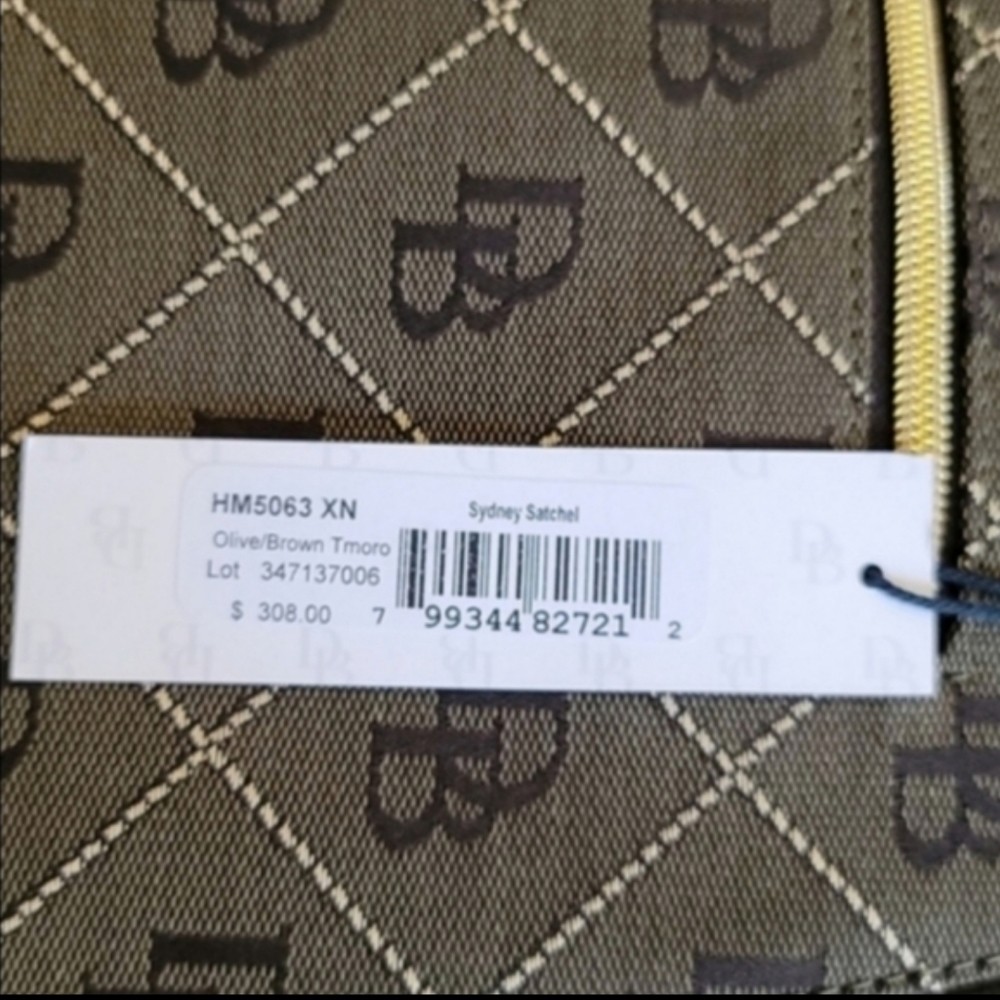 HM5063 XN
Sydney Satchel
Olive/Brown Tmoro
Lot 347137006
$ 308.00
7 99344 82721 2